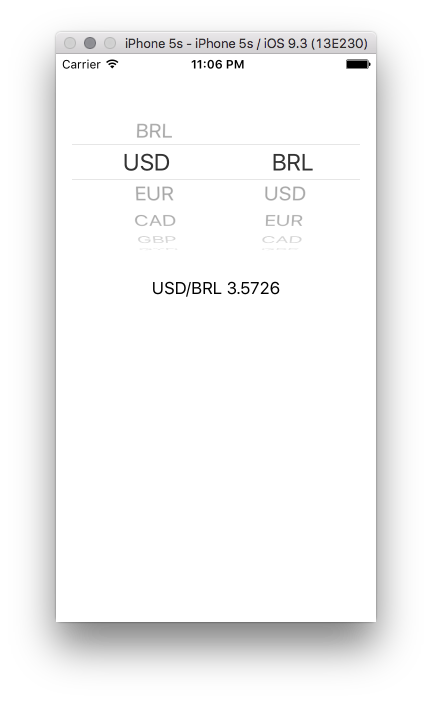 iPhone 5s - iPhone 5s / iOS 9.3 (13E230)
Carrier 11:06 PM
BRL
USD BRL
EUR USD
CAD EUR
GBP CAD
USD/BRL 3.5726